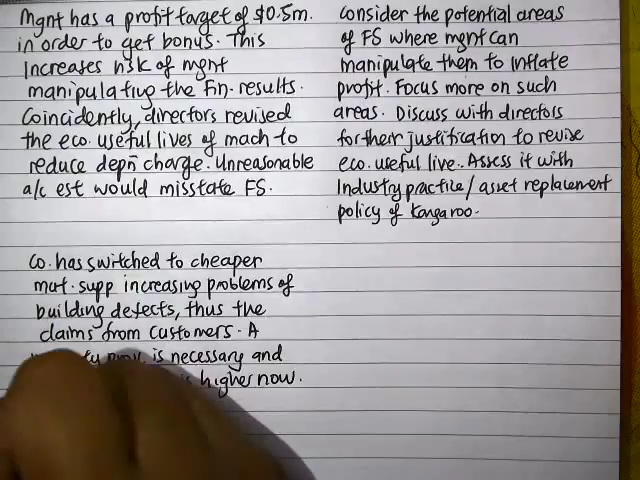 Mgnt has a profit target of $0.5m.
in order to get bonus. This
increases risk of mgnt
manipulating the Fin. results.
Coincidently, directors revised
the eco. useful lives of mach to
reduce depn charge. Unreasonable
a/c est would misstate FS.
Consider the potential areas
of FS where mgnt can
manipulate them to inflate
profit. Focus more on such
areas. Discuss with directors
for their justification to revise
eco. useful live. Assess it with
Industry practice / asset replacement
policy of Kangaroo.
Co. has switched to cheaper
mat. supp increasing problems of
building defects, thus the
claims from customers. A
is necessary and
is higher now.